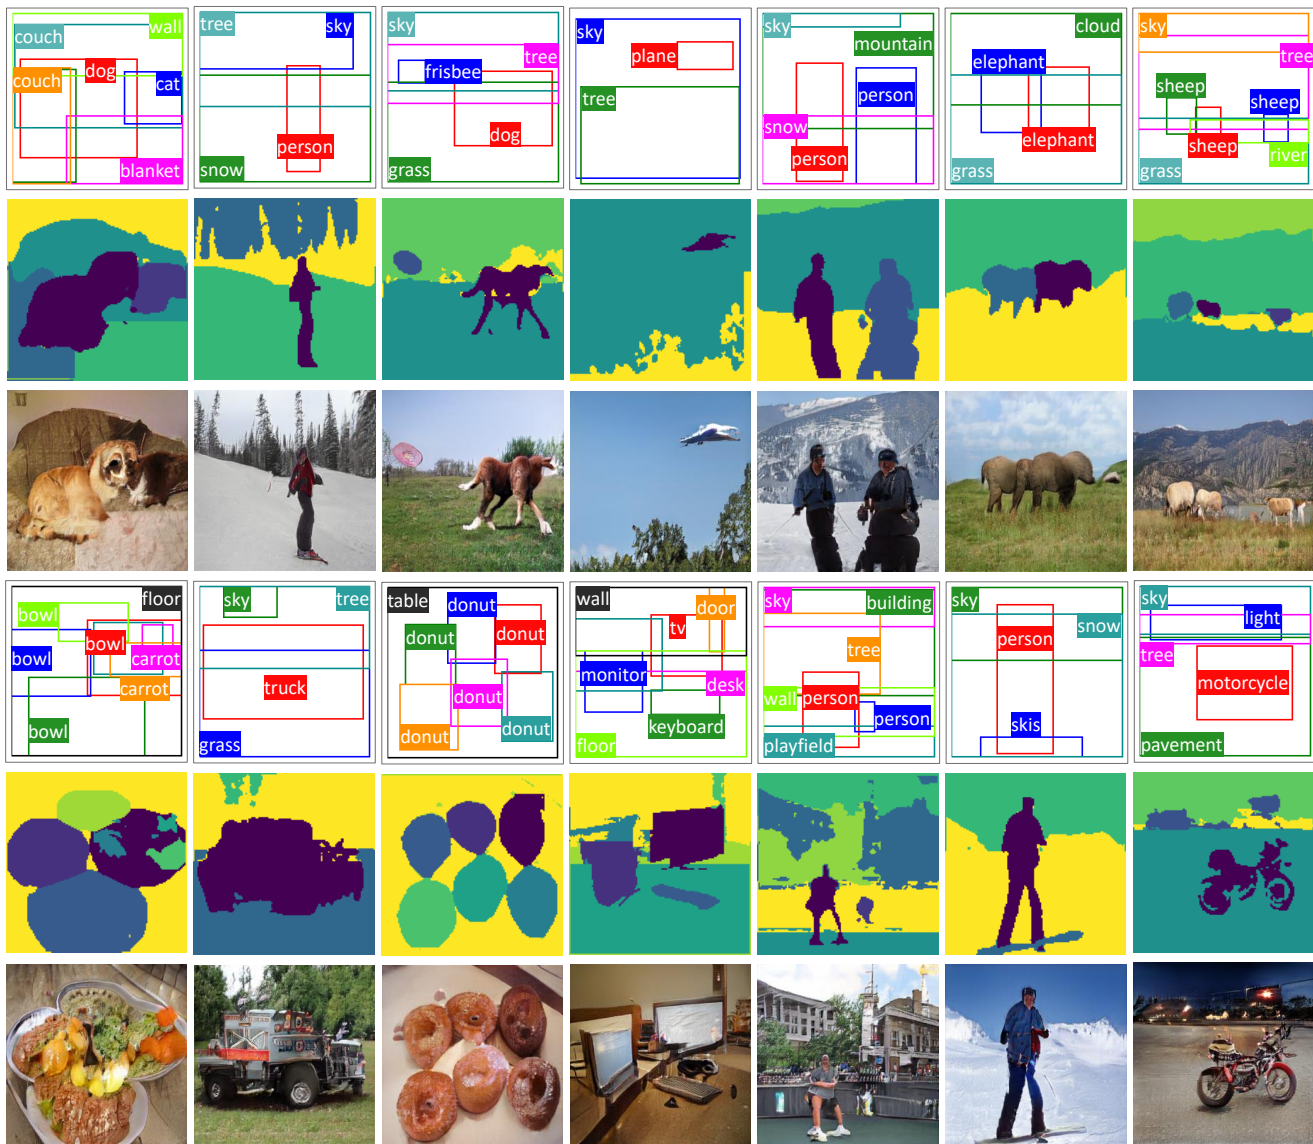 couch wall
dog
couch cat
blanket
tree sky
person
snow
sky
tree
frisbee
dog
grass
sky
plane
tree
sky
mountain
person
snow
person
cloud
elephant
elephant
grass
sky
tree
sheep
sheep
sheep
river
grass
floor
bowl
bowl carrot
bowl
carrot
bowl
sky tree
truck
grass
table donut
donut donut
donut
donut donut
wall door
tv
monitor desk
keyboard
floor
sky building
tree
wall person
person
playfield
sky
person
snow
skis
sky
light
tree
motorcycle
pavement